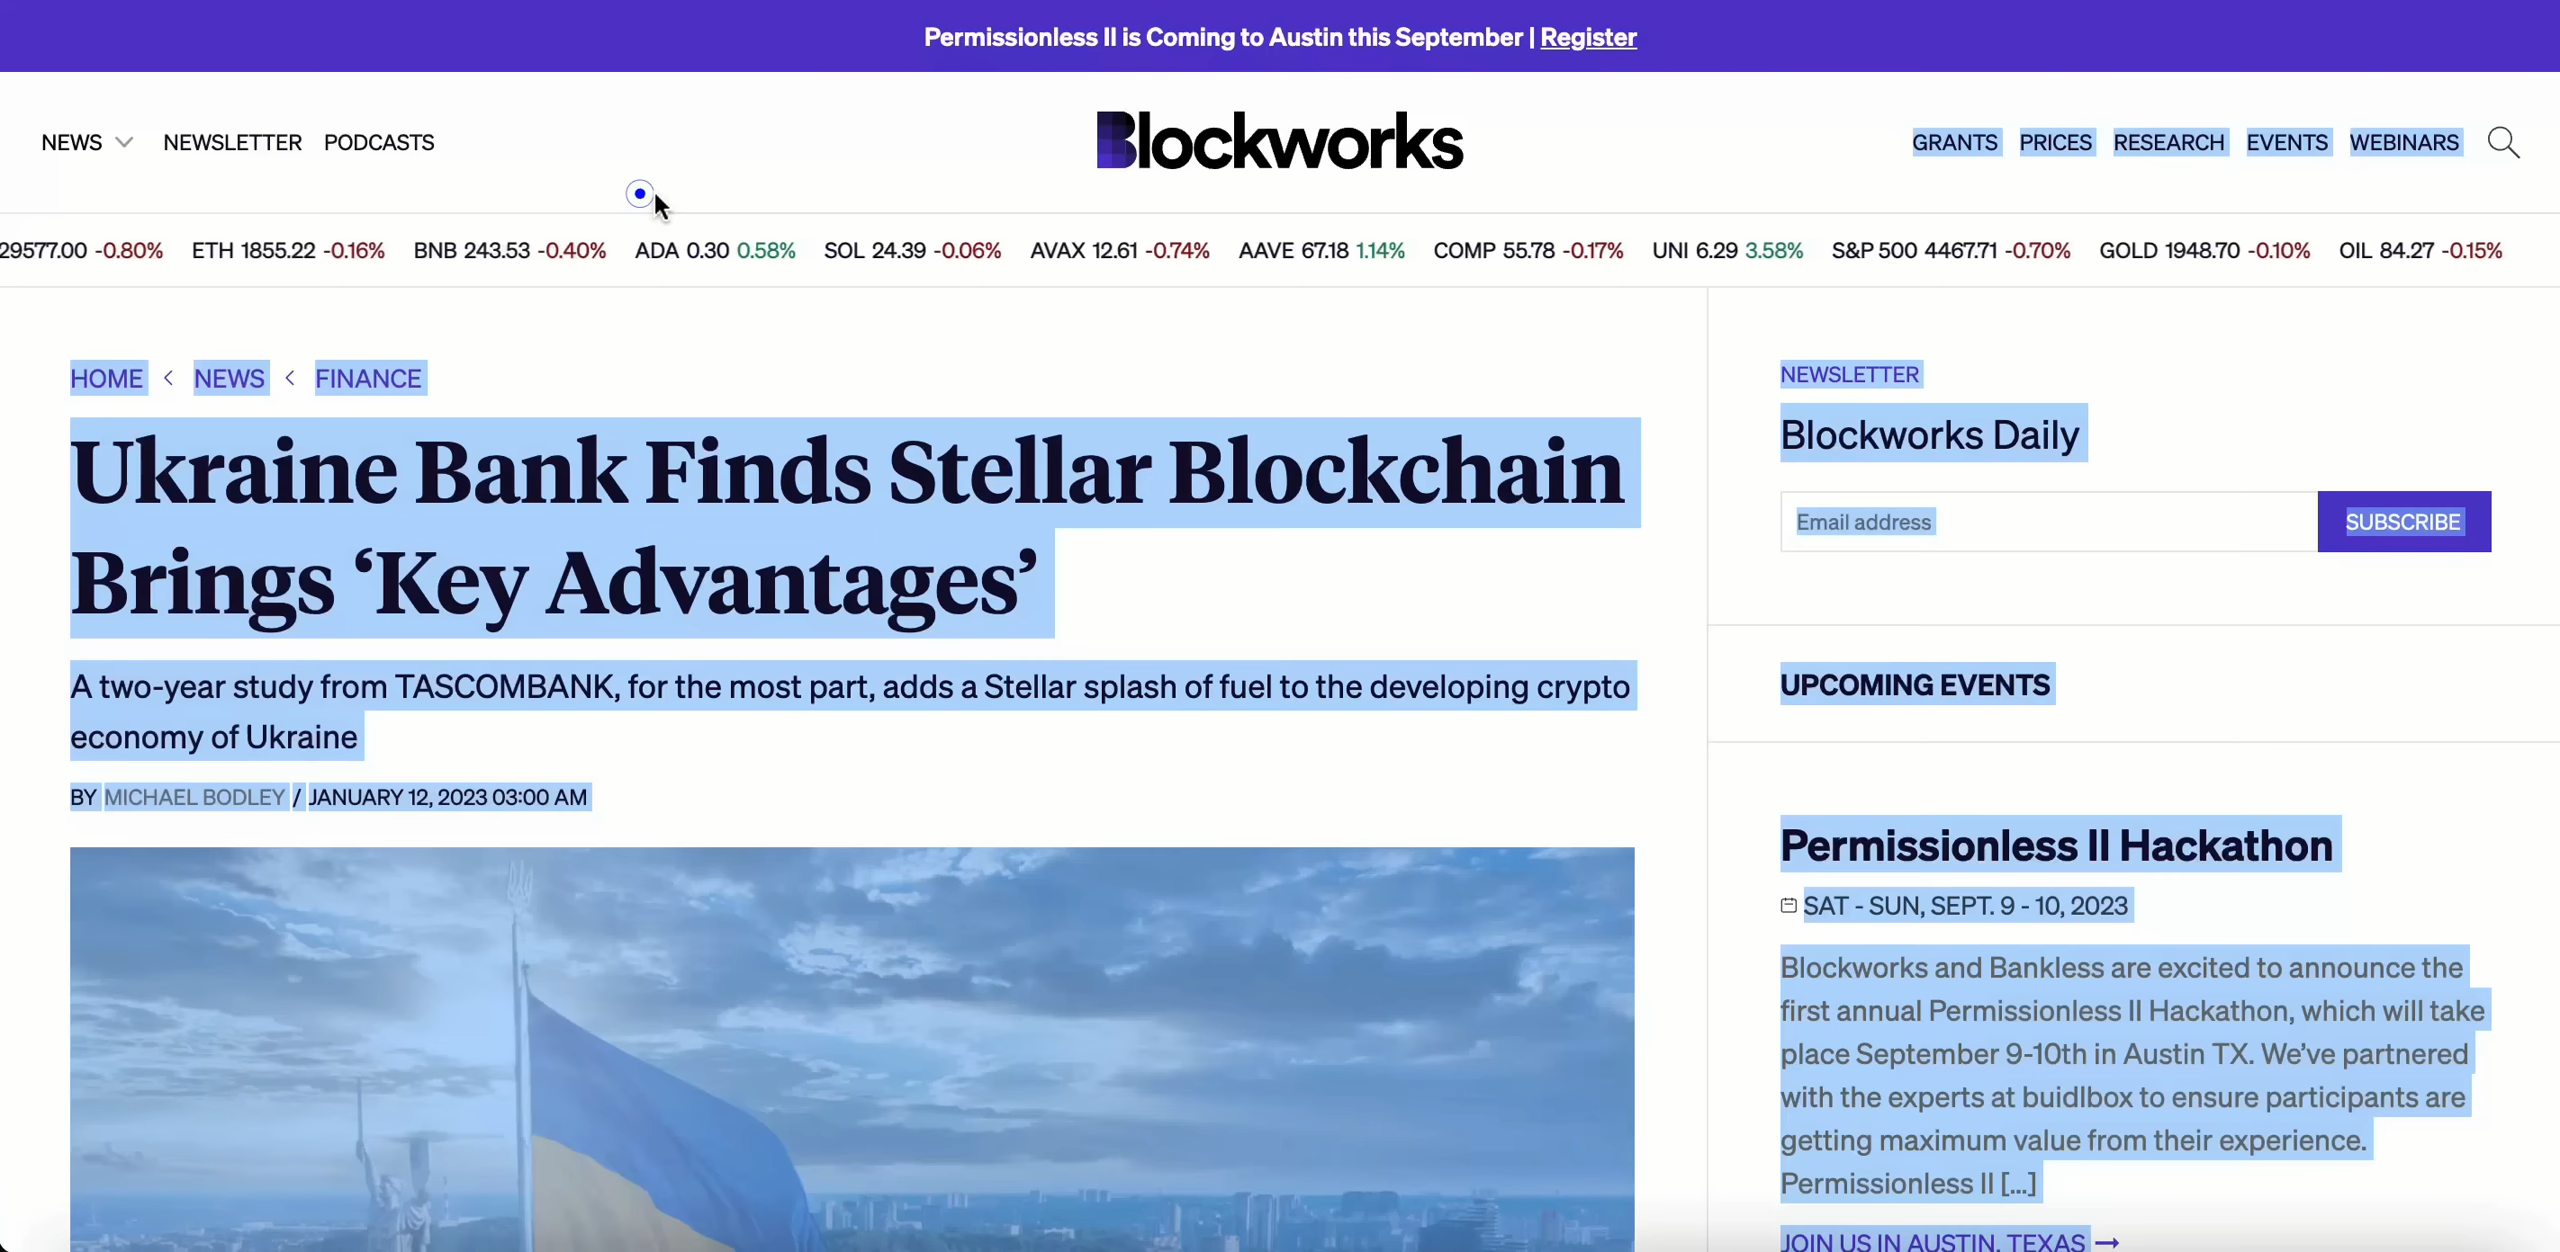 Permissionless II is Coming to Austin this September | Register
NEWS NEWSLETTER PODCASTS
Blockworks
GRANTS PRICES RESEARCH EVENTS WEBINARS
29577.00 -0.80% ETH 1855.22 -0.16% BNB 243.53 -0.40% ADA 0.30 0.58% SOL 24.39 -0.06% AVAX 12.61 -0.74% AAVE 67.18 1.14% COMP 55.78 -0.17% UNI 6.29 3.58% S&P 500 4467.71 -0.70% GOLD 1948.70 -0.10% OIL 84.27 -0.15%
HOME < NEWS < FINANCE
Ukraine Bank Finds Stellar Blockchain
Brings ‘Key Advantages’
A two-year study from TASCOMBANK, for the most part, adds a Stellar splash of fuel to the developing crypto
economy of Ukraine
BY MICHAEL BODLEY / JANUARY 12, 2023 03:00 AM
NEWSLETTER
Blockworks Daily
Email address SUBSCRIBE
UPCOMING EVENTS
Permissionless II Hackathon
SAT - SUN, SEPT. 9 - 10, 2023
Blockworks and Bankless are excited to announce the
first annual Permissionless II Hackathon, which will take
place September 9-10th in Austin TX. We’ve partnered
with the experts at buidlbox to ensure participants are
getting maximum value from their experience.
Permissionless II [...]
JOIN US IN AUSTIN, TEXAS →